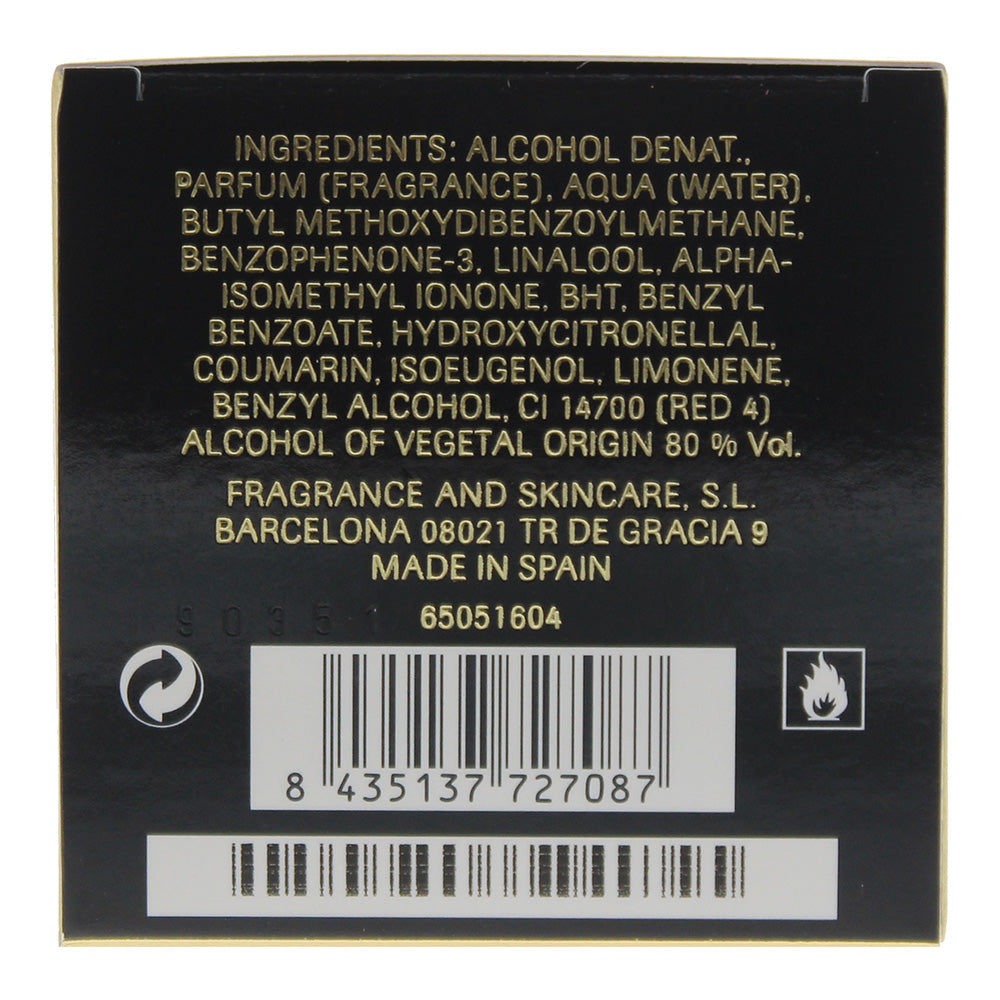 INGREDIENTS: ALCOHOL DENAT.,
PARFUM (FRAGRANCE), AQUA (WATER),
BUTYL METHOXYDIBENZOYLMETHANE,
BENZOPHENONE-3, LINALOOL, ALPHA-
ISOMETHYL IONONE, BHT, BENZYL
BENZOATE, HYDROXYCITRONELLAL,
COUMARIN, ISOEUGENOL, LIMONENE,
BENZYL ALCOHOL, CI 14700 (RED 4)
ALCOHOL OF VEGETAL ORIGIN 80 % Vol.
FRAGRANCE AND SKINCARE, S.L.
BARCELONA 08021 TR DE GRACIA 9
MADE IN SPAIN
90351 65051604
8 435137 727087